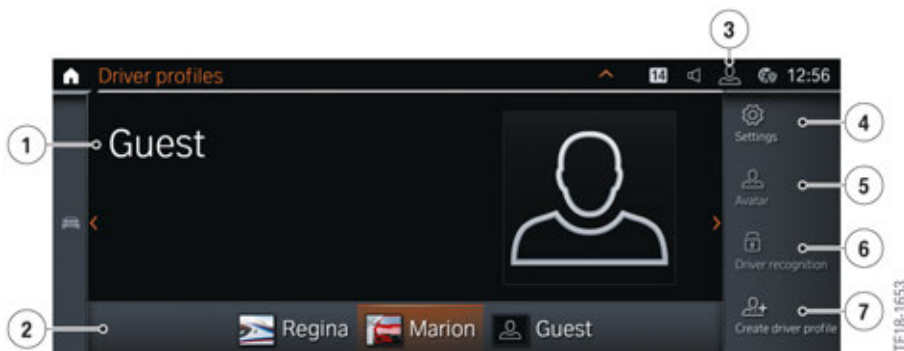 3
Driver profiles
14
12:56
1
Guest
Settings
4
Avatar
5
Driver recognition
6
Create driver profile
7
2
Regina
Marion
Guest
TE18-1653